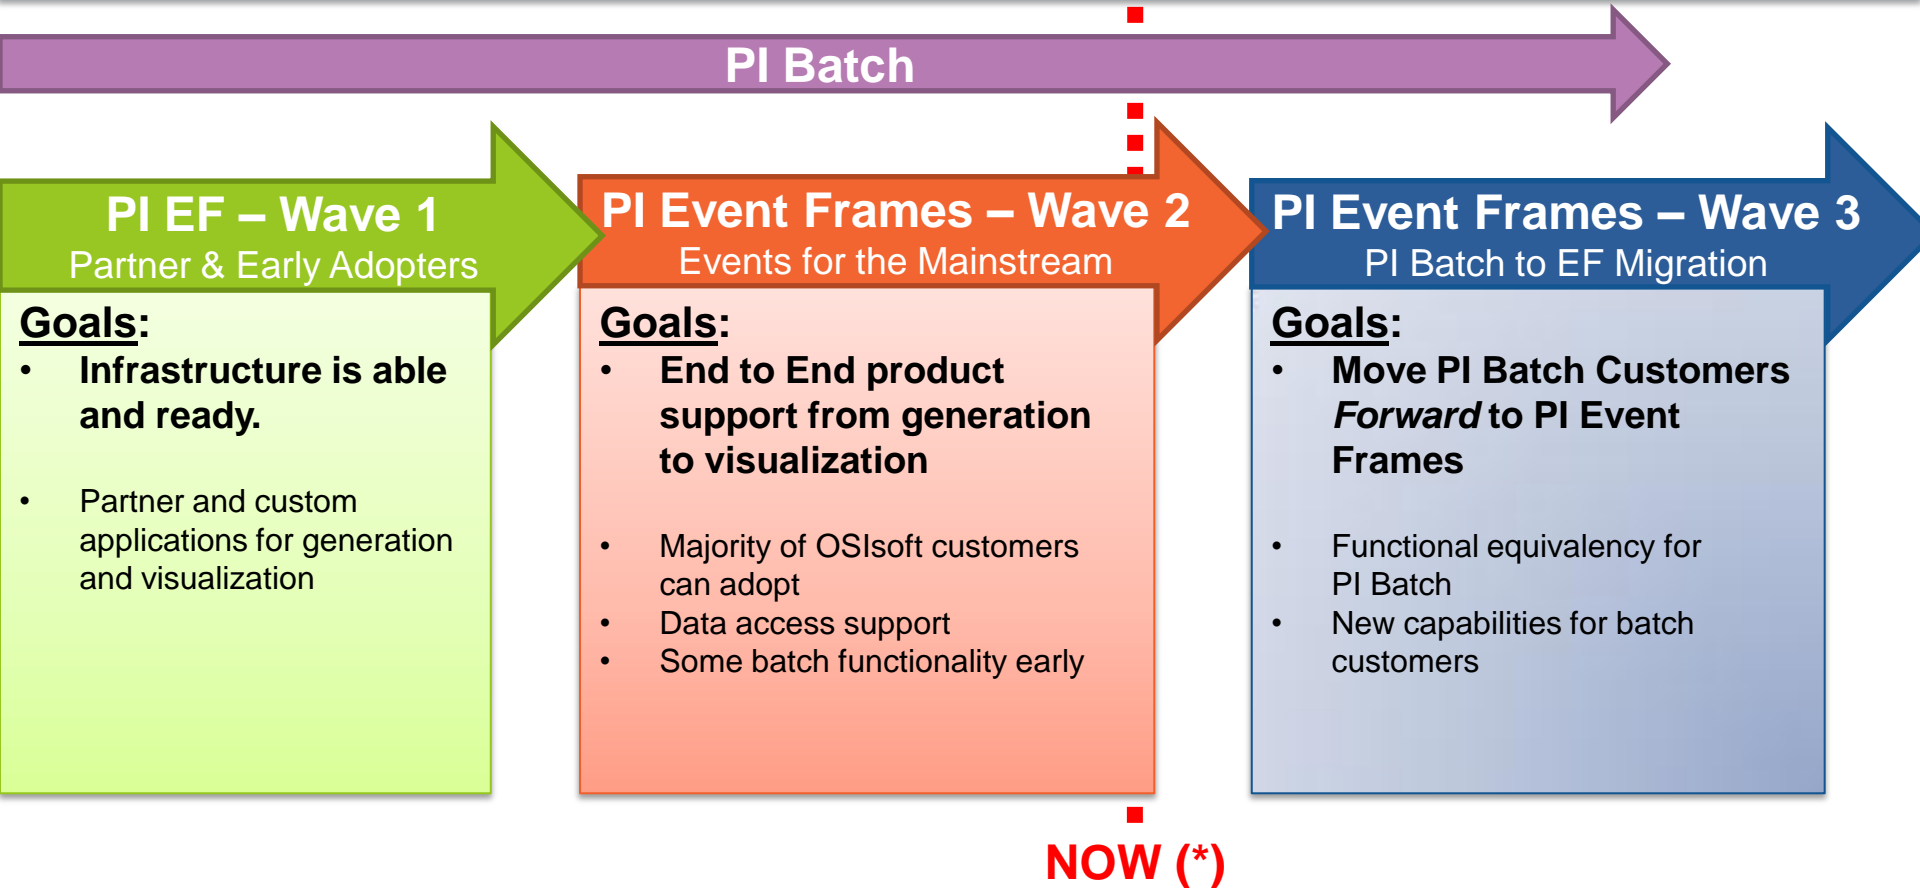 PI Batch
PI EF – Wave 1
Partner & Early Adopters
Goals:
• Infrastructure is able
and ready.
• Partner and custom
applications for generation
and visualization
PI Event Frames – Wave 2
Events for the Mainstream
Goals:
• End to End product
support from generation
to visualization
• Majority of OSIsoft customers
can adopt
• Data access support
• Some batch functionality early
PI Event Frames – Wave 3
PI Batch to EF Migration
Goals:
• Move PI Batch Customers
Forward to PI Event
Frames
• Functional equivalency for
PI Batch
• New capabilities for batch
customers
NOW (*)